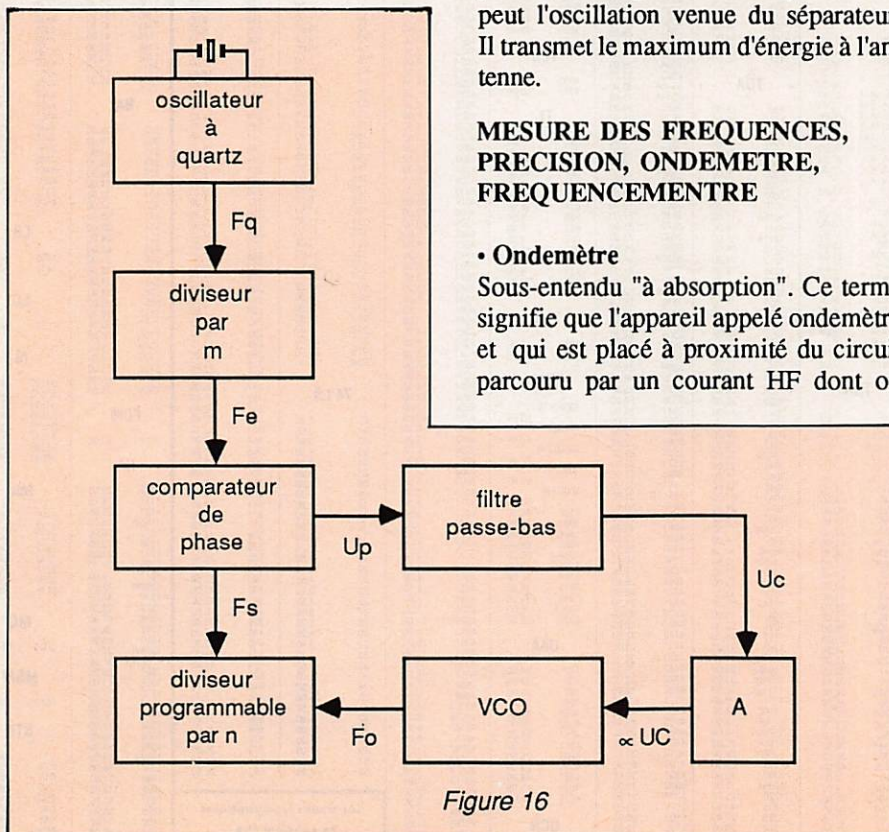 peut l'oscillation venue du séparateur
Il transmet le maximum d'énergie à l'an
tenne.
MESURE DES FREQUENCES,
PRECISION, ONDEMETRE,
FREQUENCEMENTRE
• Ondemètre
Sous-entendu "à absorption". Ce term
signifie que l'appareil appelé ondemètr
et qui est placé à proximité du circui
parcouru par un courant HF dont o
oscillateur
à
quartz
Fq
diviseur
par
m
Fe
comparateur
de
phase
Up
filtre
passe-bas
Uc
Fs
diviseur
programmable
par n
Fo
VCO
∝ UC
A
Figure 16